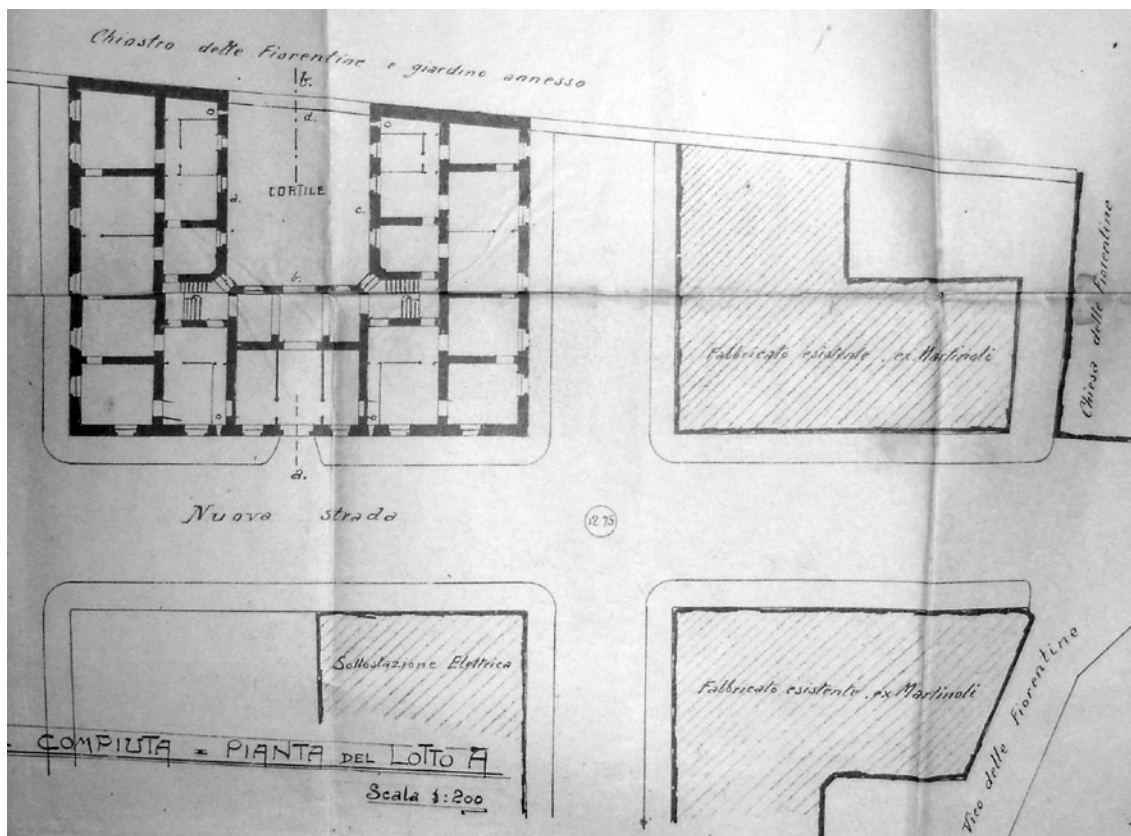 Chiostro delle Fiorentine e giardino annesso
b.
d.
CORTILE
a.
c.
b.
Fabbricato esistente . ex Martinoli
Chiesa delle Fiorentine
a.
Nuova strada
12.75
Sottostazione Elettrica
Fabbricato esistente . ex Martinoli
Vico delle Fiorentine
- COMPIUTA = PIANTA DEL LOTTO A
Scala 1:200